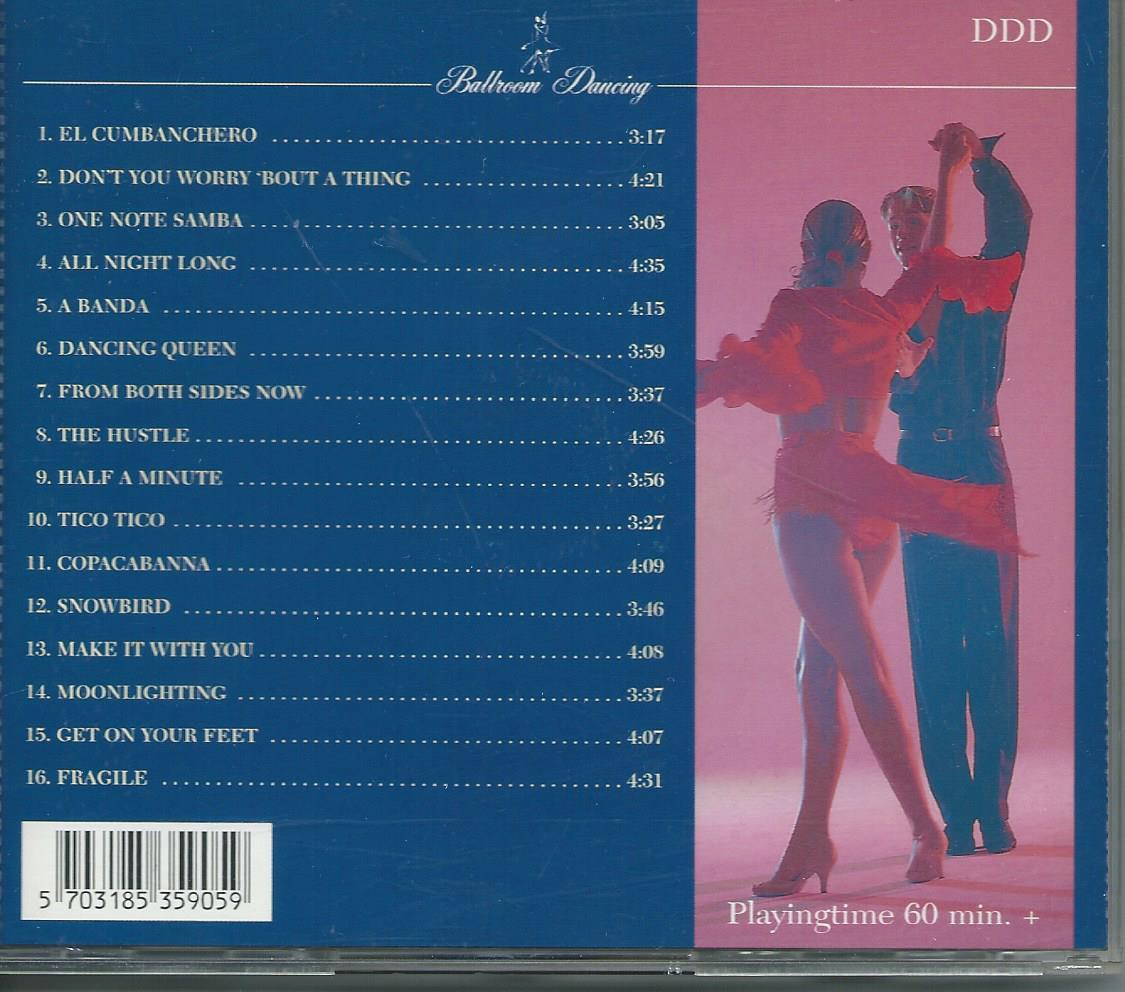 DDD
Ballroom Dancing
1. EL CUMBANCHERO ........................................ 3:17
2. DON'T YOU WORRY 'BOUT A THING ....................... 4:21
3. ONE NOTE SAMBA ........................................ 3:05
4. ALL NIGHT LONG ........................................ 4:35
5. A BANDA ........................................ 4:15
6. DANCING QUEEN ........................................ 3:59
7. FROM BOTH SIDES NOW ................................ 3:37
8. THE HUSTLE ........................................ 4:26
9. HALF A MINUTE ........................................ 3:56
10. TICO TICO ........................................ 3:27
11. COPACABANNA ........................................ 4:09
12. SNOWBIRD ........................................ 3:46
13. MAKE IT WITH YOU .................................... 4:08
14. MOONLIGHTING ........................................ 3:37
15. GET ON YOUR FEET .................................... 4:07
16. FRAGILE ........................................ 4:31
5 703185 359059
Playingtime 60 min. +